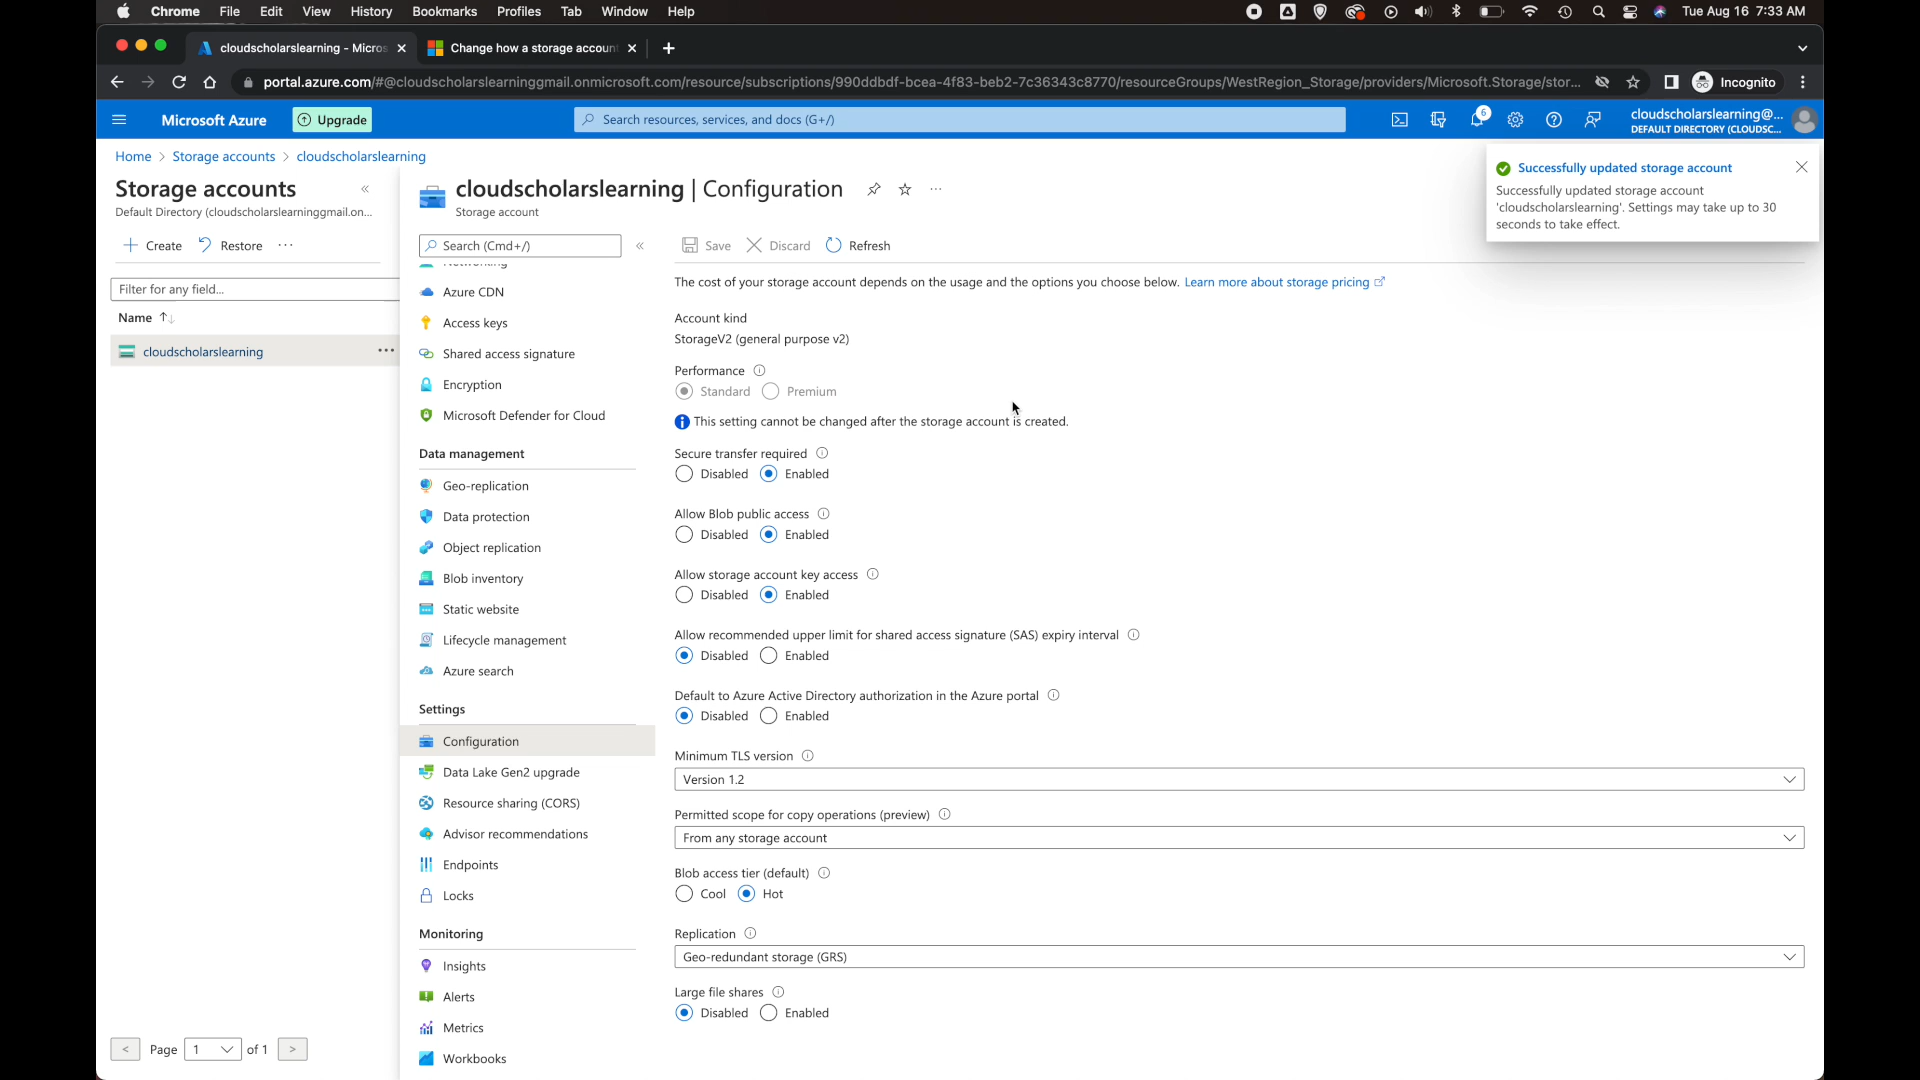 Chrome File Edit View History Bookmarks Profiles Tab Window Help Tue Aug 16 7:33 AM
cloudscholarslearning - Micros Change how a storage account
portal.azure.com/#@cloudscholarslearninggmail.onmicrosoft.com/resource/subscriptions/990ddbdf-bcea-4f83-beb2-7c36343c8770/resourceGroups/WestRegion_Storage/providers/Microsoft.Storage/stor... Incognito
Microsoft Azure Upgrade Search resources, services, and docs (G+/) 6 cloudscholarslearning@...
DEFAULT DIRECTORY (CLOUDSC...
Home > Storage accounts > cloudscholarslearning
Successfully updated storage account
Successfully updated storage account
'cloudscholarslearning'. Settings may take up to 30
seconds to take effect.
Storage accounts
Default Directory (cloudscholarslearninggmail.on...
+ Create Restore ...
Filter for any field...
Name
cloudscholarslearning ...
< Page 1 of 1 >
cloudscholarslearning | Configuration
Storage account
Search (Cmd+/)
Networking
Azure CDN
Access keys
Shared access signature
Encryption
Microsoft Defender for Cloud
Data management
Geo-replication
Data protection
Object replication
Blob inventory
Static website
Lifecycle management
Azure search
Settings
Configuration
Data Lake Gen2 upgrade
Resource sharing (CORS)
Advisor recommendations
Endpoints
Locks
Monitoring
Insights
Alerts
Metrics
Workbooks
Save Discard Refresh
The cost of your storage account depends on the usage and the options you choose below. Learn more about storage pricing
Account kind
StorageV2 (general purpose v2)
Performance
Standard Premium
This setting cannot be changed after the storage account is created.
Secure transfer required
Disabled Enabled
Allow Blob public access
Disabled Enabled
Allow storage account key access
Disabled Enabled
Allow recommended upper limit for shared access signature (SAS) expiry interval
Disabled Enabled
Default to Azure Active Directory authorization in the Azure portal
Disabled Enabled
Minimum TLS version
Version 1.2
Permitted scope for copy operations (preview)
From any storage account
Blob access tier (default)
Cool Hot
Replication
Geo-redundant storage (GRS)
Large file shares
Disabled Enabled